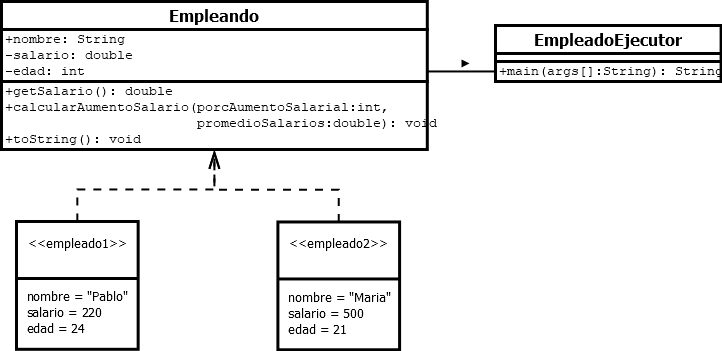 Empleando
+nombre: String
-salario: double
-edad: int
+getSalario(): double
+calcularAumentoSalario(porcAumentoSalarial:int,
promedioSalarios:double): void
+toString(): void
EmpleadoEjecutor
+main(args[]:String): String
<<empleado1>>
nombre = "Pablo"
salario = 220
edad = 24
<<empleado2>>
nombre = "Maria"
salario = 500
edad = 21